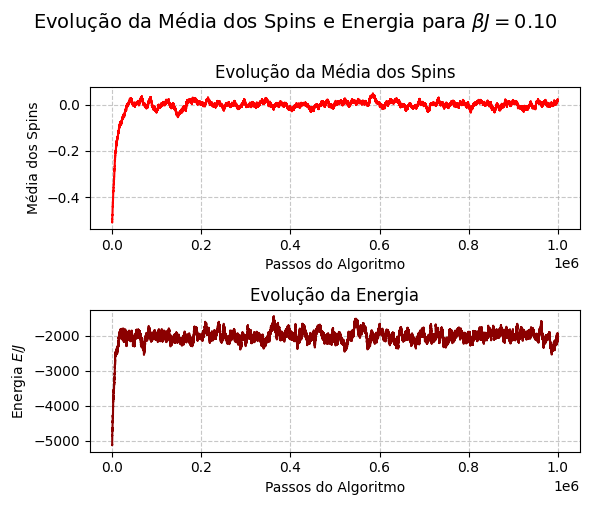 Evolução da Média dos Spins e Energia para βJ = 0.10
Evolução da Média dos Spins
Média dos Spins
0.0
−0.2
−0.4
0.0 0.2 0.4 0.6 0.8 1.0
1e6
Passos do Algoritmo
Evolução da Energia
Energia E/J
−2000
−3000
−4000
−5000
0.0 0.2 0.4 0.6 0.8 1.0
1e6
Passos do Algoritmo